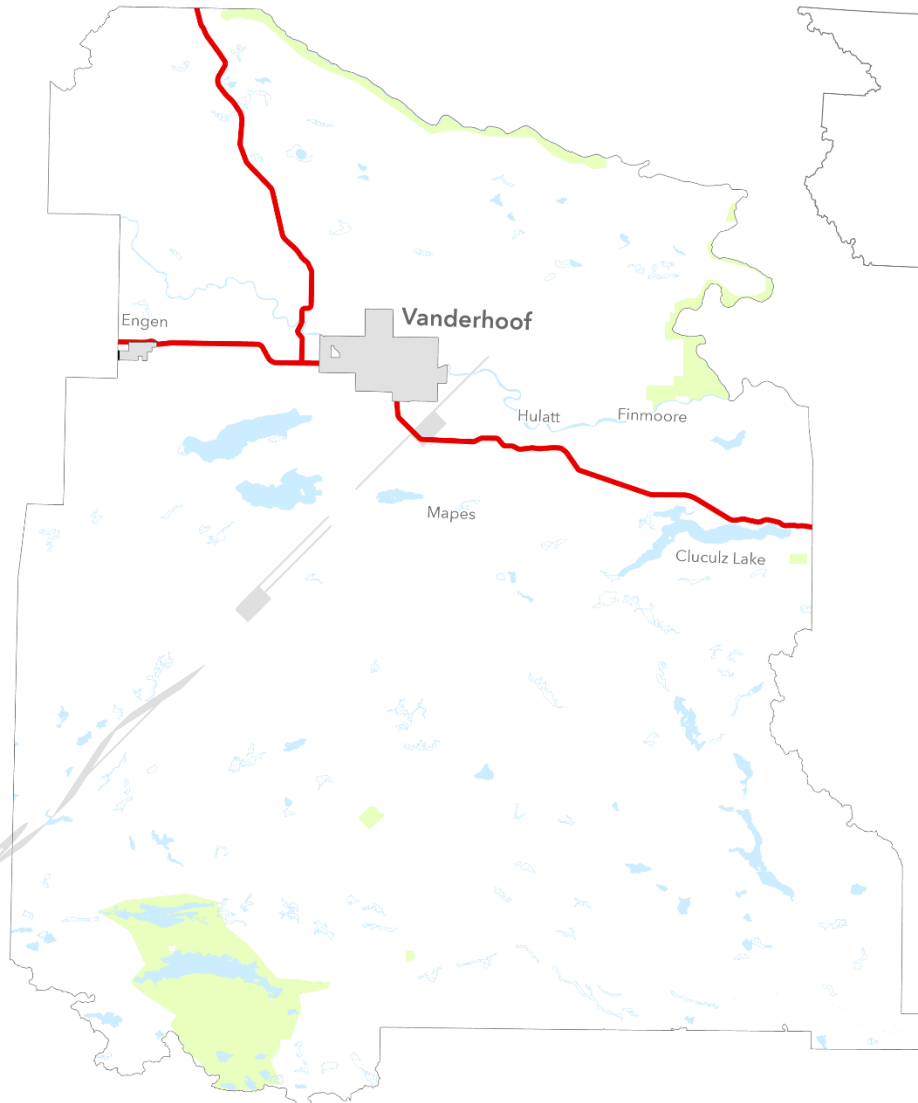 Vanderhoof
Engen
Hulatt
Finmoore
Mapes
Cluculz Lake